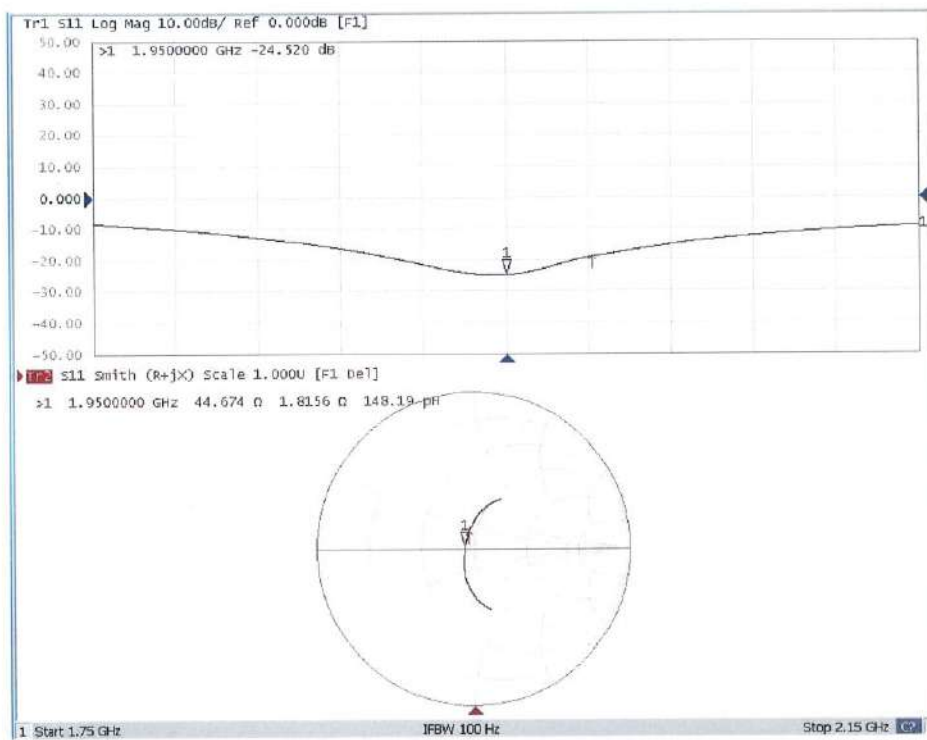 Tr1 S11 Log Mag 10.00dB/ Ref 0.000dB [F1]
50.00
>1 1.9500000 GHz -24.520 dB
40.00
30.00
20.00
10.00
0.000
-10.00
1
1
-20.00
-30.00
-40.00
-50.00
Tr2 S11 Smith (R+jX) Scale 1.000U [F1 Del]
>1 1.9500000 GHz 44.674 Ω 1.8156 Ω 148.19 pH
1
1 Start 1.75 GHz IFBW 100 Hz Stop 2.15 GHz C?